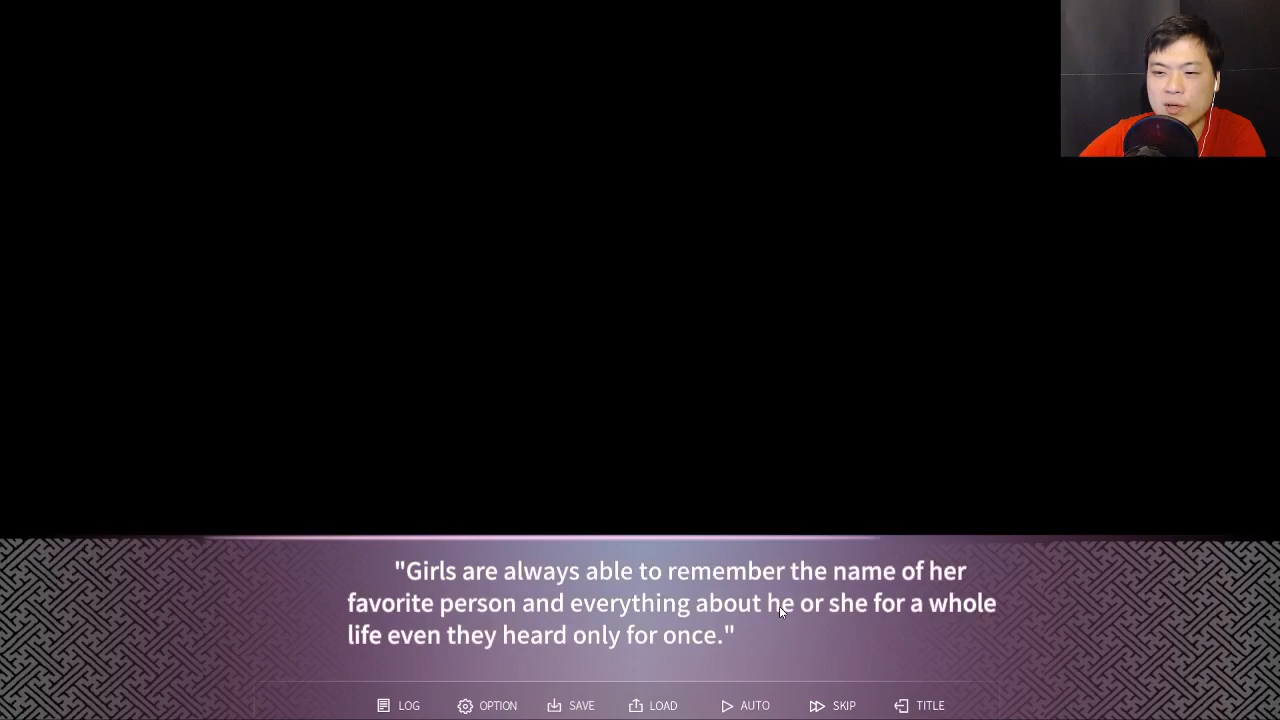 "Girls are always able to remember the name of her
favorite person and everything about he or she for a whole
life even they heard only for once."
LOG OPTION SAVE LOAD AUTO SKIP TITLE